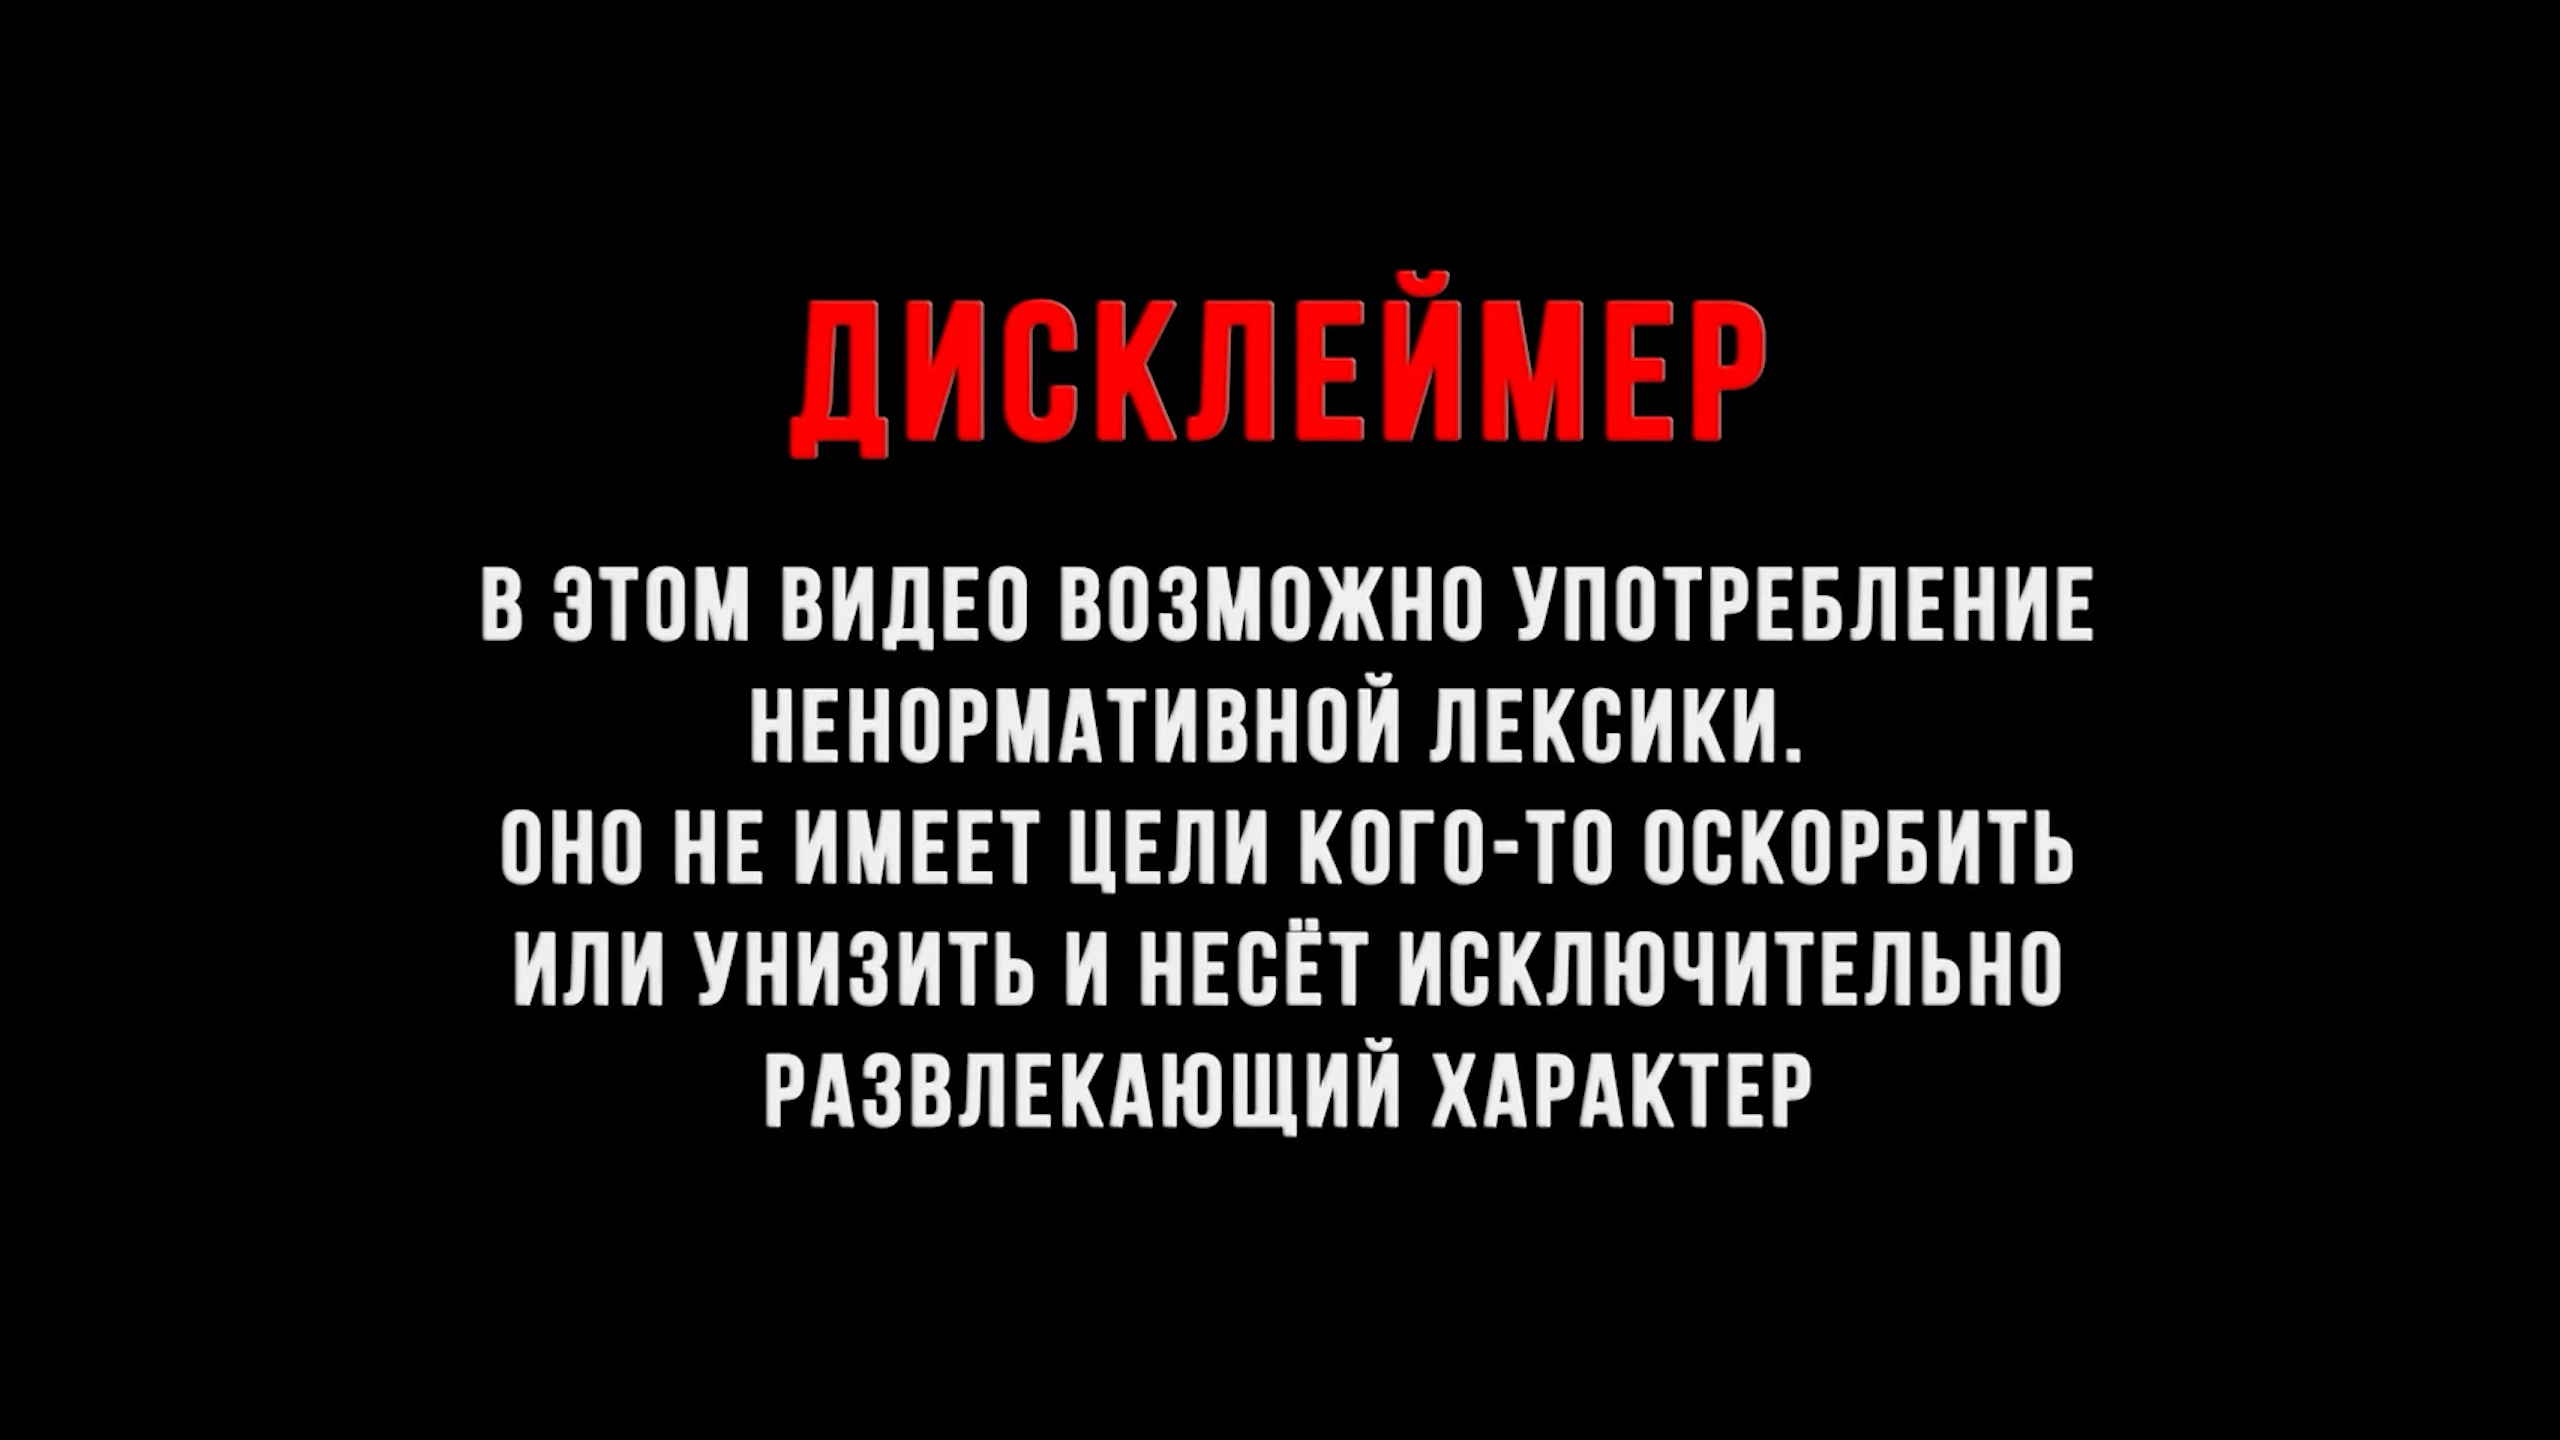 ДИСКЛЕЙМЕР
В ЭТОМ ВИДЕО ВОЗМОЖНО УПОТРЕБЛЕНИЕ
НЕНОРМАТИВНОЙ ЛЕКСИКИ.
ОНО НЕ ИМЕЕТ ЦЕЛИ КОГО-ТО ОСКОРБИТЬ
ИЛИ УНИЗИТЬ И НЕСЁТ ИСКЛЮЧИТЕЛЬНО
РАЗВЛЕКАЮЩИЙ ХАРАКТЕР